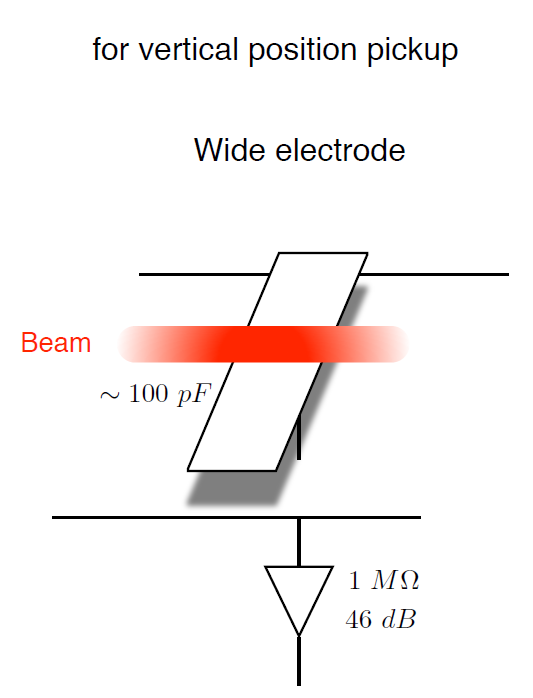 for vertical position pickup
Wide electrode
Beam
~ 100 pF
1 MΩ
46 dB